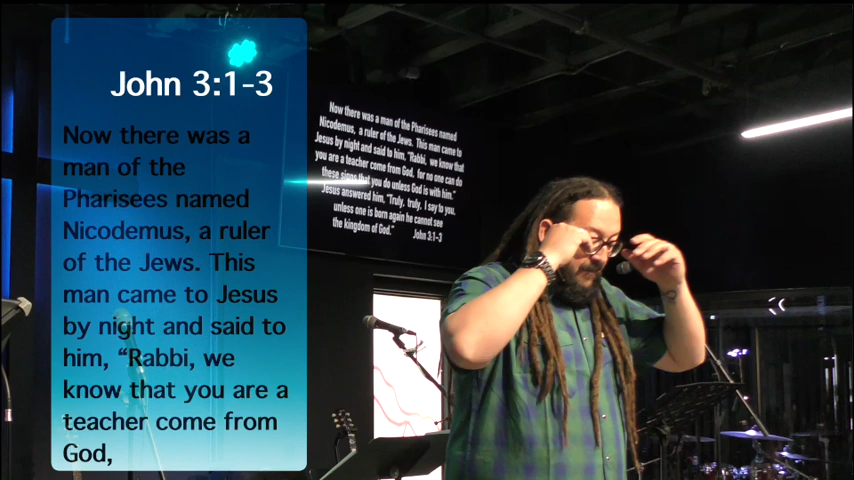 John 3:1-3
Now there was a
man of the
Pharisees named
Nicodemus, a ruler
of the Jews. This
man came to Jesus
by night and said to
him, “Rabbi, we
know that you are a
teacher come from
God,
Now there was a man of the Pharisees named
Nicodemus, a ruler of the Jews. This man came to
Jesus by night and said to him, "Rabbi, we know that
you are a teacher come from God, for no one can do
these signs that you do unless God is with him."
Jesus answered him, "Truly, truly, I say to you,
unless one is born again he cannot see
the kingdom of God."
John 3:1-3